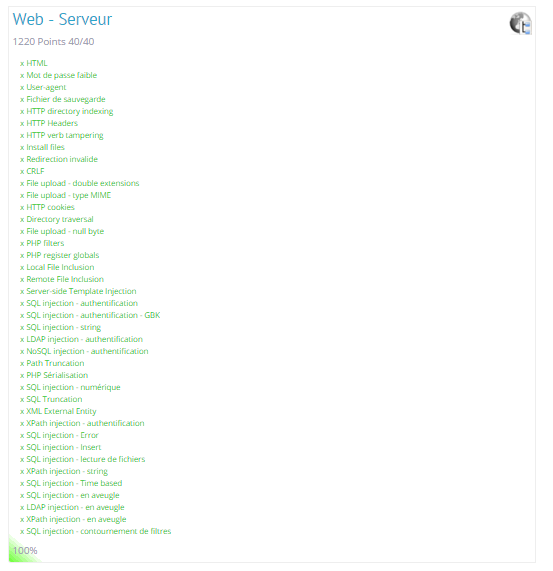 Web - Serveur
1220 Points 40/40
x HTML
x Mot de passe faible
x User-agent
x Fichier de sauvegarde
x HTTP directory indexing
x HTTP Headers
x HTTP verb tampering
x Install files
x Redirection invalide
x CRLF
x File upload - double extensions
x File upload - type MIME
x HTTP cookies
x Directory traversal
x File upload - null byte
x PHP filters
x PHP register globals
x Local File Inclusion
x Remote File Inclusion
x Server-side Template Injection
x SQL injection - authentification
x SQL injection - authentification - GBK
x SQL injection - string
x LDAP injection - authentification
x NoSQL injection - authentification
x Path Truncation
x PHP Sérialisation
x SQL injection - numérique
x SQL Truncation
x XML External Entity
x XPath injection - authentification
x SQL injection - Error
x SQL injection - Insert
x SQL injection - lecture de fichiers
x XPath injection - string
x SQL injection - Time based
x SQL injection - en aveugle
x LDAP injection - en aveugle
x XPath injection - en aveugle
x SQL injection - contournement de filtres
100%